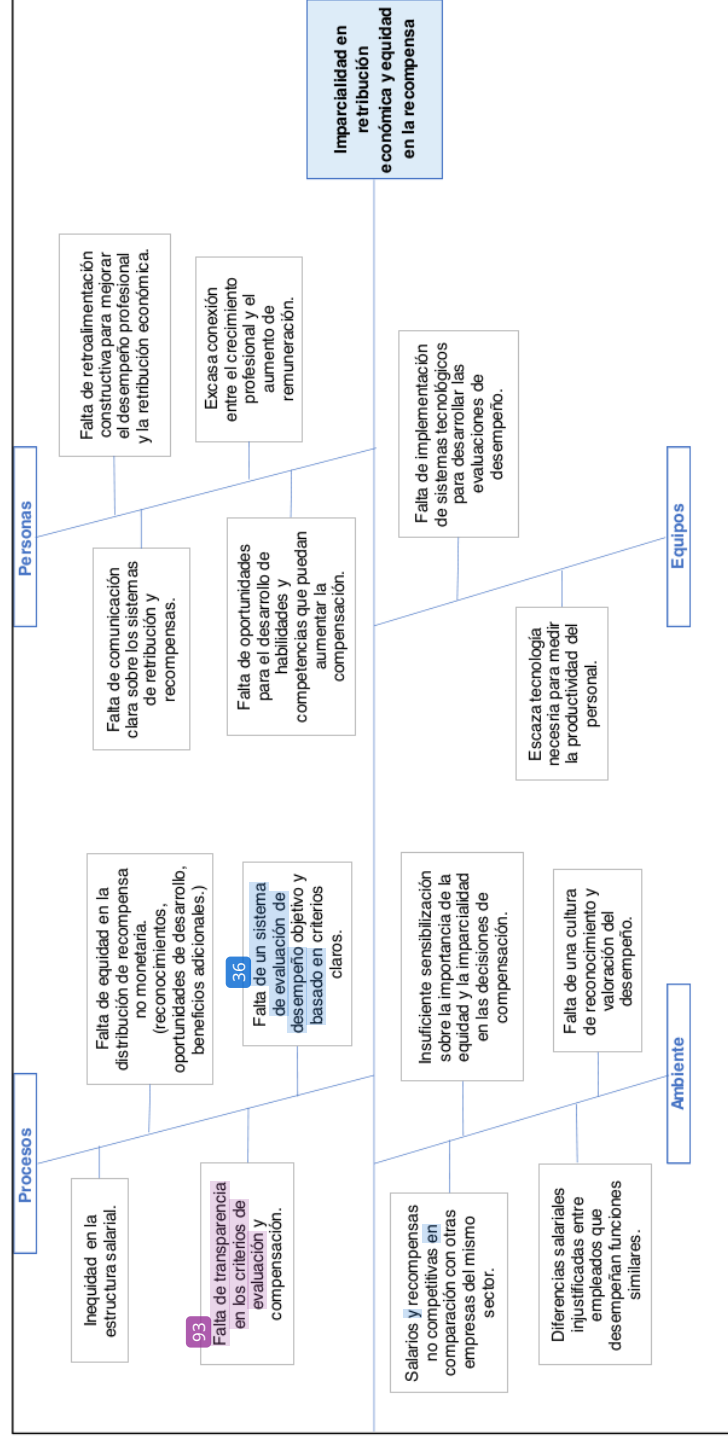 Procesos
Personas
Inequidad en la
estructura salarial.
Falta de equidad en la
distribución de recompensa
no monetaria.
(reconocimientos,
oportunidades de desarrollo,
beneficios adicionales.)
93
Falta de transparencia
en los criterios de
evaluación y
compensación.
36
Falta de un sistema
de evaluación de
desempeño objetivo y
basado en criterios
claros.
Falta de comunicación
clara sobre los sistemas
de retribución y
recompensas.
Falta de retroalimentación
constructiva para mejorar
el desempeño profesional
y la retribución económica.
Falta de oportunidades
para el desarrollo de
habilidades y
competencias que puedan
aumentar la
compensación.
Excasa conexión
entre el crecimiento
profesional y el
aumento de
remuneración.
Imparcialidad en
retribución
económica y equidad
en la recompensa
Salarios y recompensas
no competitivas en
comparación con otras
empresas del mismo
sector.
Insuficiente sensibilización
sobre la importancia de la
equidad y la imparcialidad
en las decisiones de
compensación.
Diferencias salariales
injustificadas entre
empleados que
desempeñan funciones
similares.
Falta de una cultura
de reconocimiento y
valoración del
desempeño.
Falta de implementación
de sistemas tecnológicos
para desarrollar las
evaluaciones de
desempeño.
Escaza tecnología
necesria para medir
la productividad del
personal.
Ambiente
Equipos